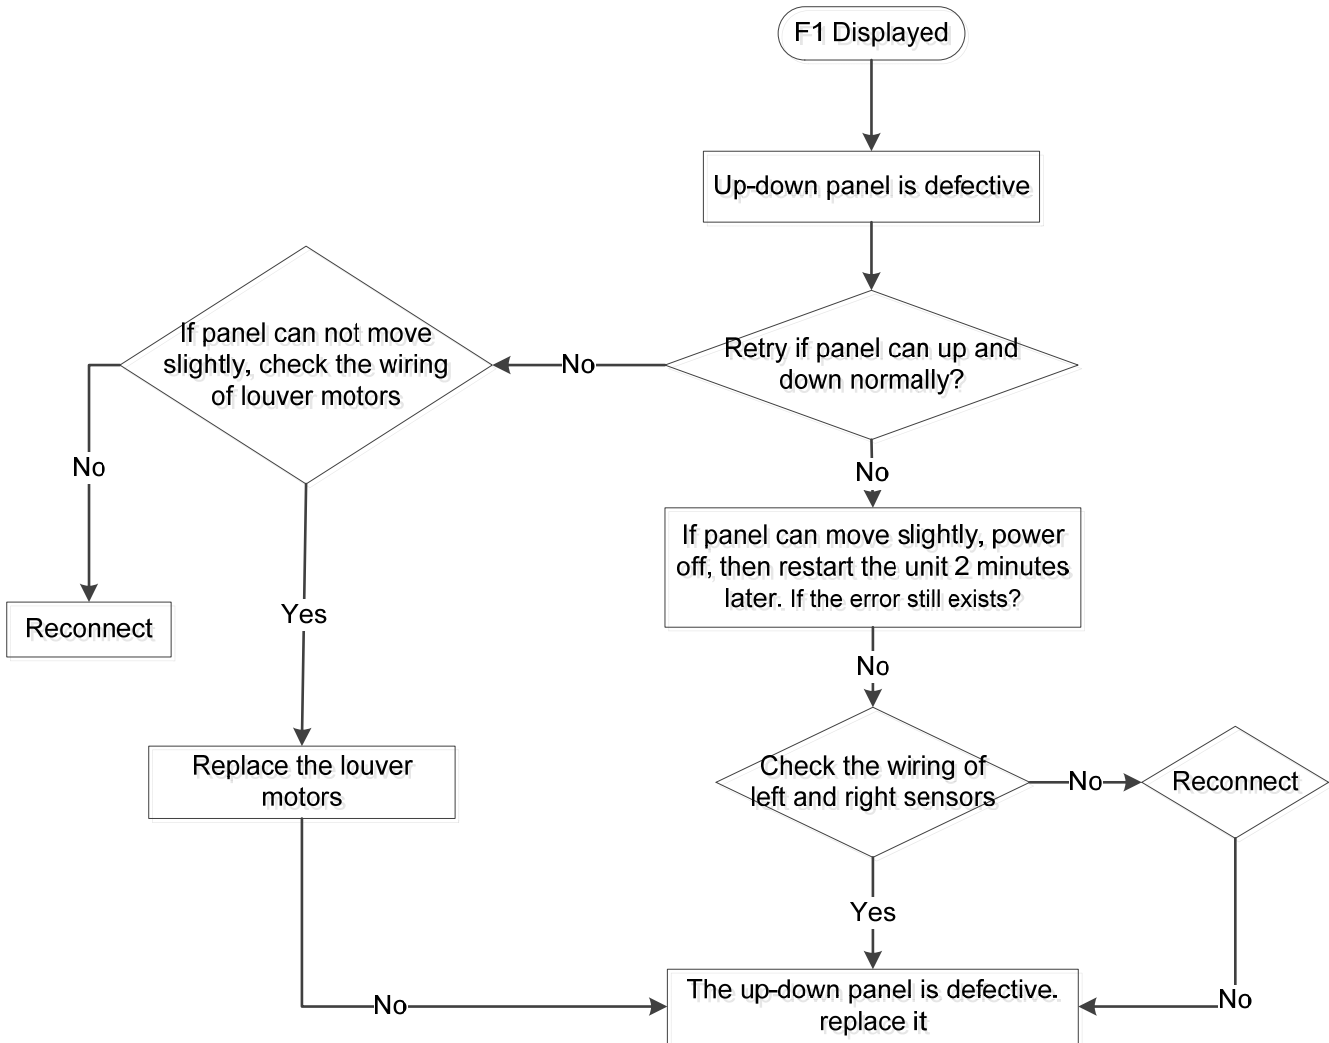 F1 Displayed
Up-down panel is defective
Retry if panel can up and
down normally?
No
If panel can not move
slightly, check the wiring
of louver motors
No
Reconnect
Yes
Replace the louver
motors
No
No
If panel can move slightly, power
off, then restart the unit 2 minutes
later. If the error still exists?
No
Check the wiring of
left and right sensors
No
Reconnect
Yes
No
The up-down panel is defective.
replace it